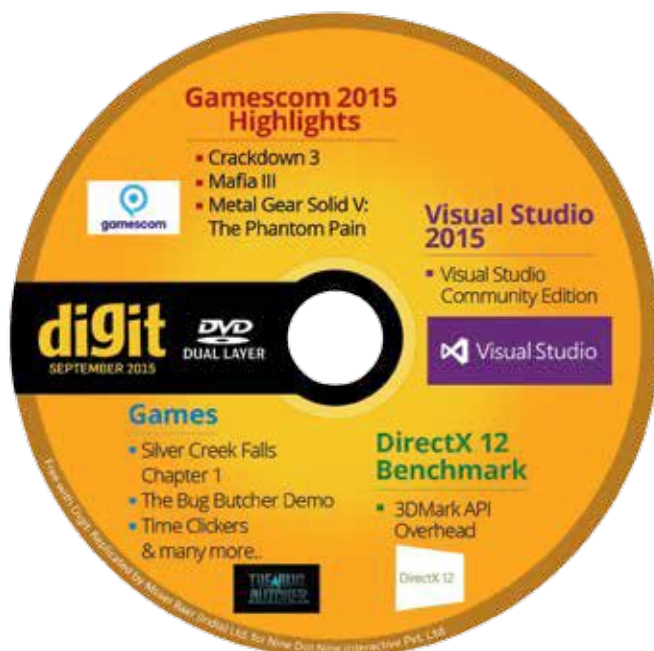 Gamescom 2015
Highlights
▪ Crackdown 3
▪ Mafia III
▪ Metal Gear Solid V:
The Phantom Pain
gamescom
Visual Studio
2015
▪ Visual Studio
Community Edition
Visual Studio
digit
SEPTEMBER 2015
DVD
DUAL LAYER
Games
▪ Silver Creek Falls
Chapter 1
▪ The Bug Butcher Demo
▪ Time Clickers
& many more..
THE BUG
BUTCHER
DirectX 12
Benchmark
▪ 3DMark API
Overhead
DirectX 12
Free with Digit. Replicated by Moser Baer (India) Ltd. for Nine Dot Nine Interactive Pvt. Ltd.